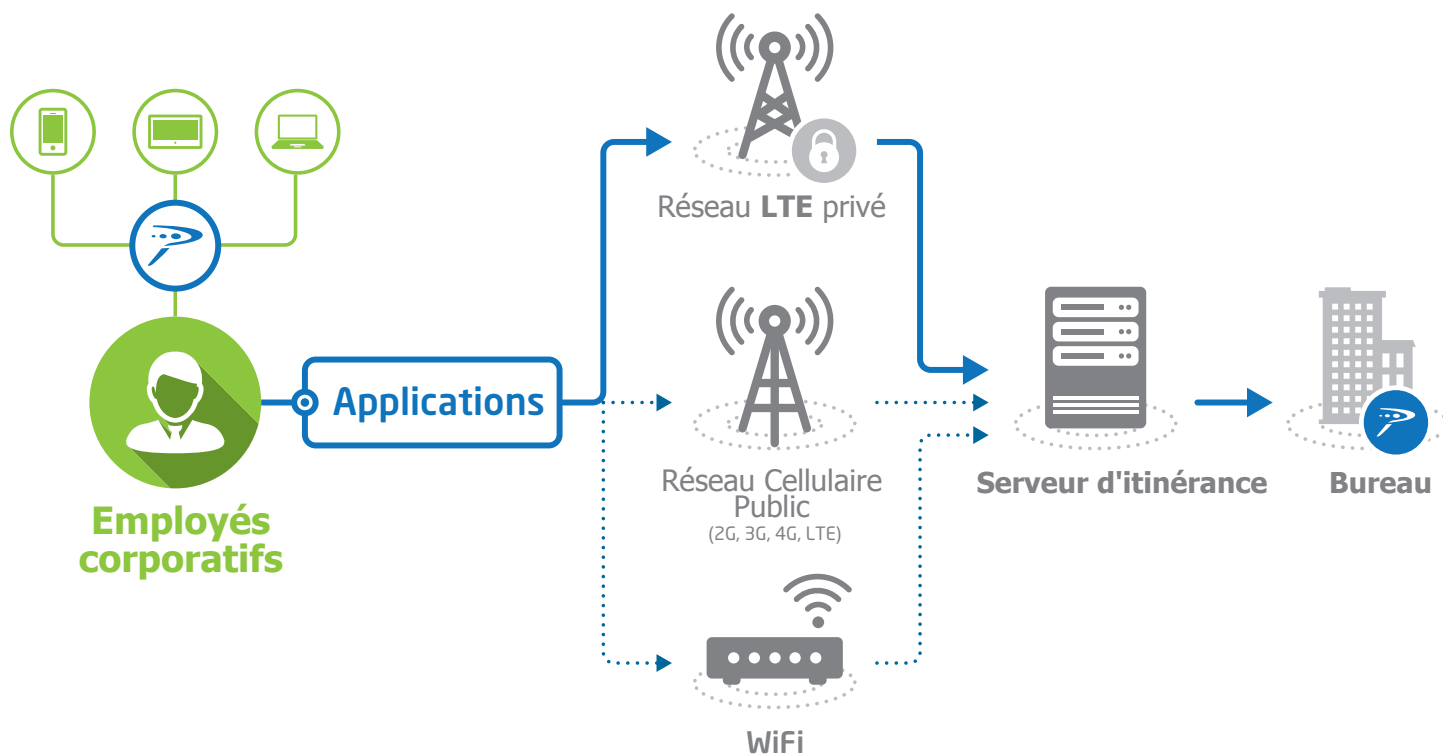 Réseau LTE privé
Applications
Employés
corporatifs
Réseau Cellulaire
Public
(2G, 3G, 4G, LTE)
WiFi
Serveur d'itinérance
Bureau